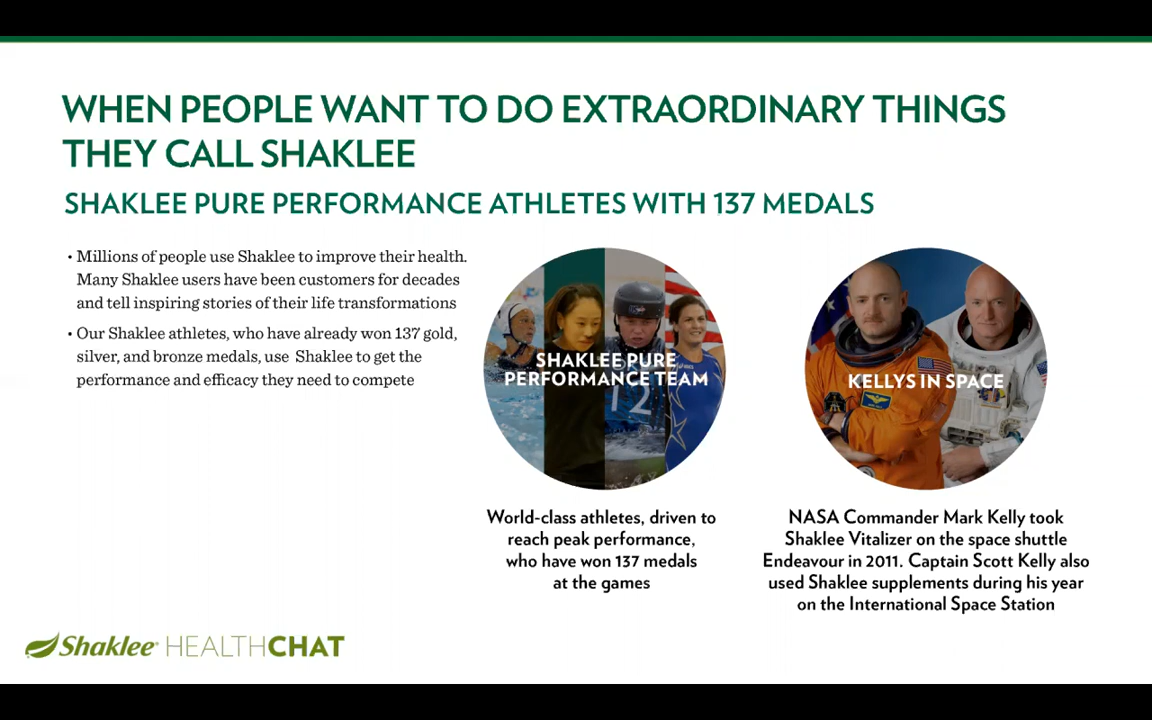 WHEN PEOPLE WANT TO DO EXTRAORDINARY THINGS
THEY CALL SHAKLEE
SHAKLEE PURE PERFORMANCE ATHLETES WITH 137 MEDALS
• Millions of people use Shaklee to improve their health.
Many Shaklee users have been customers for decades
and tell inspiring stories of their life transformations
• Our Shaklee athletes, who have already won 137 gold,
silver, and bronze medals, use Shaklee to get the
performance and efficacy they need to compete
SHAKLEE PURE
PERFORMANCE TEAM
12
World-class athletes, driven to
reach peak performance,
who have won 137 medals
at the games
KELLYS IN SPACE
NASA Commander Mark Kelly took
Shaklee Vitalizer on the space shuttle
Endeavour in 2011. Captain Scott Kelly also
used Shaklee supplements during his year
on the International Space Station
Shaklee® HEALTHCHAT